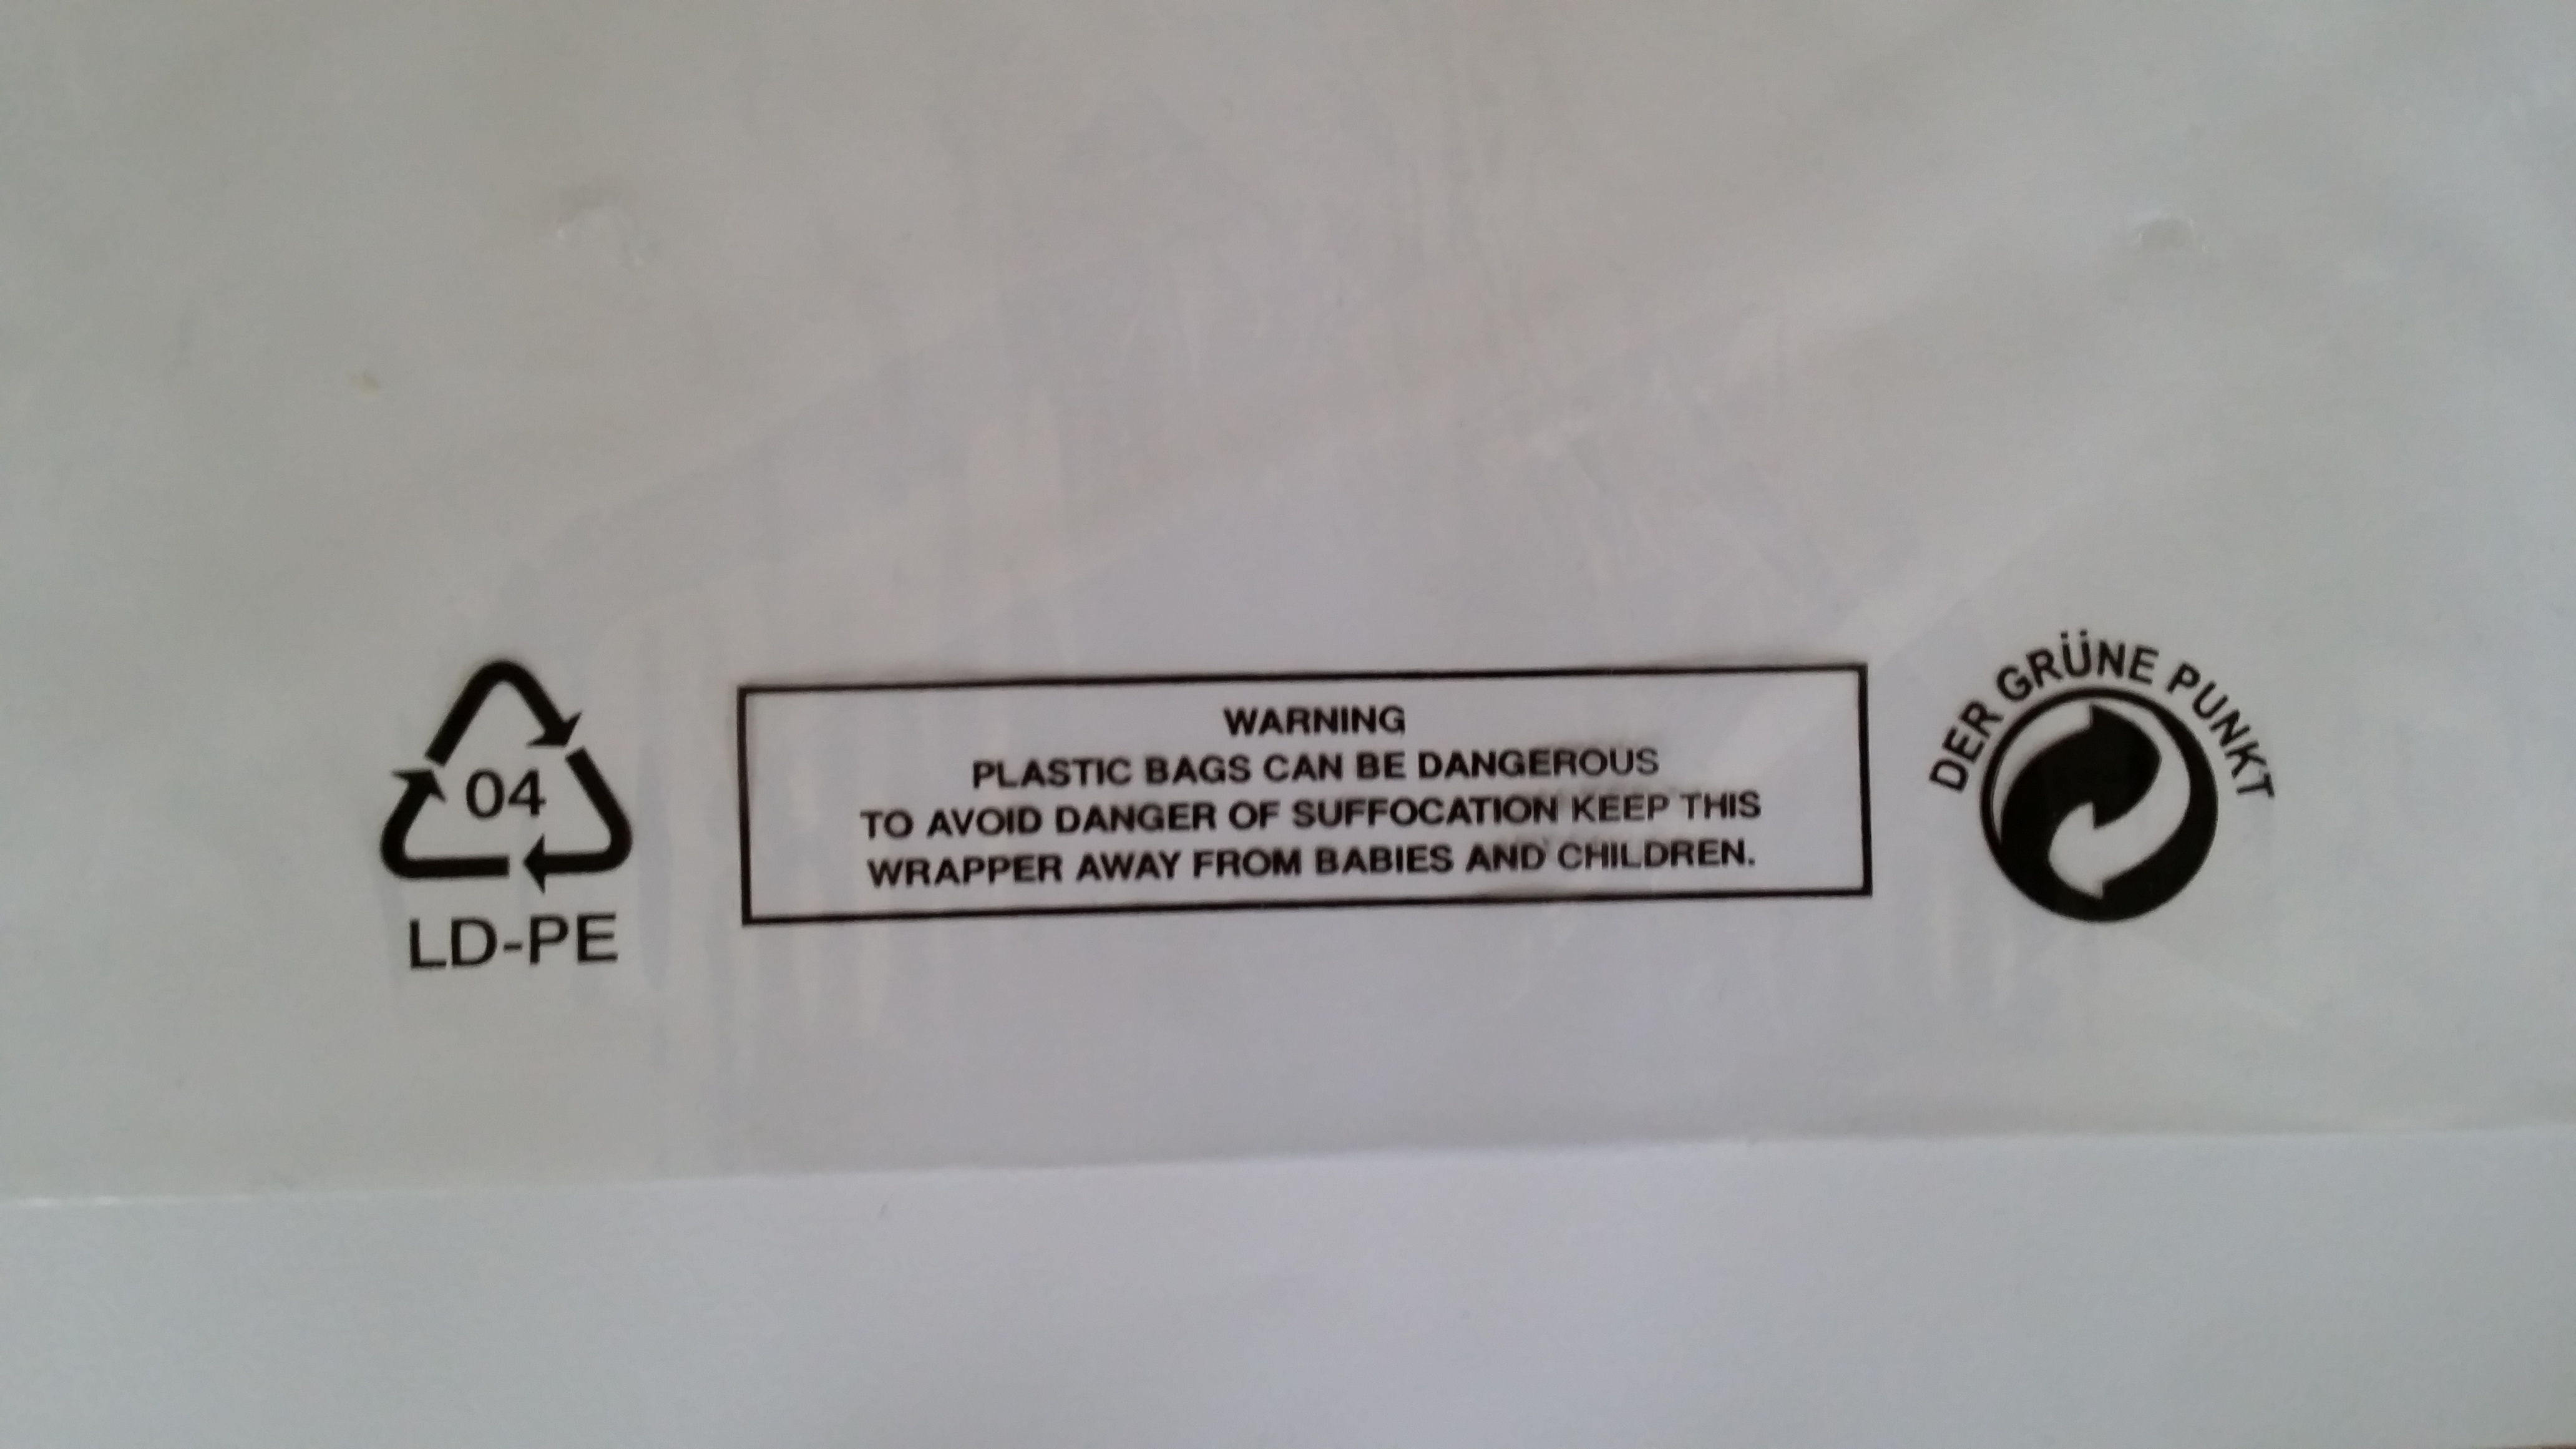 04
LD-PE
WARNING
PLASTIC BAGS CAN BE DANGEROUS
TO AVOID DANGER OF SUFFOCATION KEEP THIS
WRAPPER AWAY FROM BABIES AND CHILDREN.
DER GRÜNE PUNKT